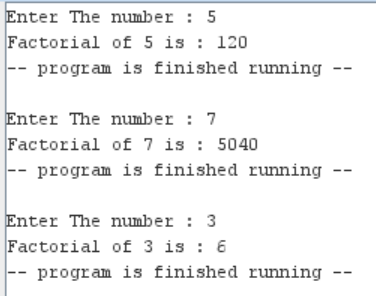 Enter The number : 5
Factorial of 5 is : 120
-- program is finished running --
Enter The number : 7
Factorial of 7 is : 5040
-- program is finished running --
Enter The number : 3
Factorial of 3 is : 6
-- program is finished running --